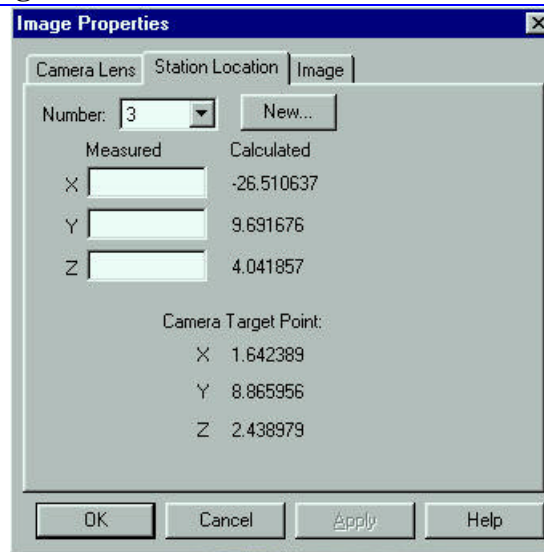 Image Properties
Camera Lens Station Location Image
Number: 3 New...
Measured Calculated
X -26.510637
Y 9.691676
Z 4.041857
Camera Target Point:
X 1.642389
Y 8.865956
Z 2.438979
OK Cancel Apply Help